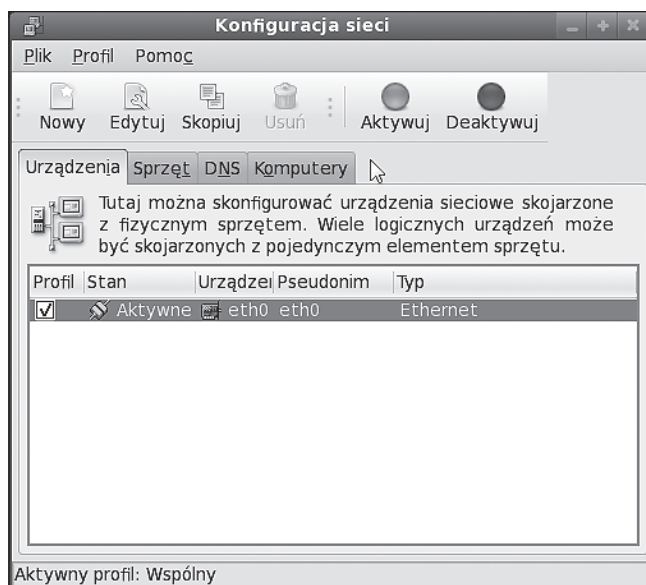 Konfiguracja sieci
Plik Profil Pomoc
Nowy Edytuj Skopiuj Usuń Aktywuj Deaktywuj
Urządzenia Sprzęt DNS Komputery
Tutaj można skonfigurować urządzenia sieciowe skojarzone
z fizycznym sprzętem. Wiele logicznych urządzeń może
być skojarzonych z pojedynczym elementem sprzętu.
Profil Stan Urządzei Pseudonim Typ
Aktywne eth0 eth0 Ethernet
Aktywny profil: Wspólny